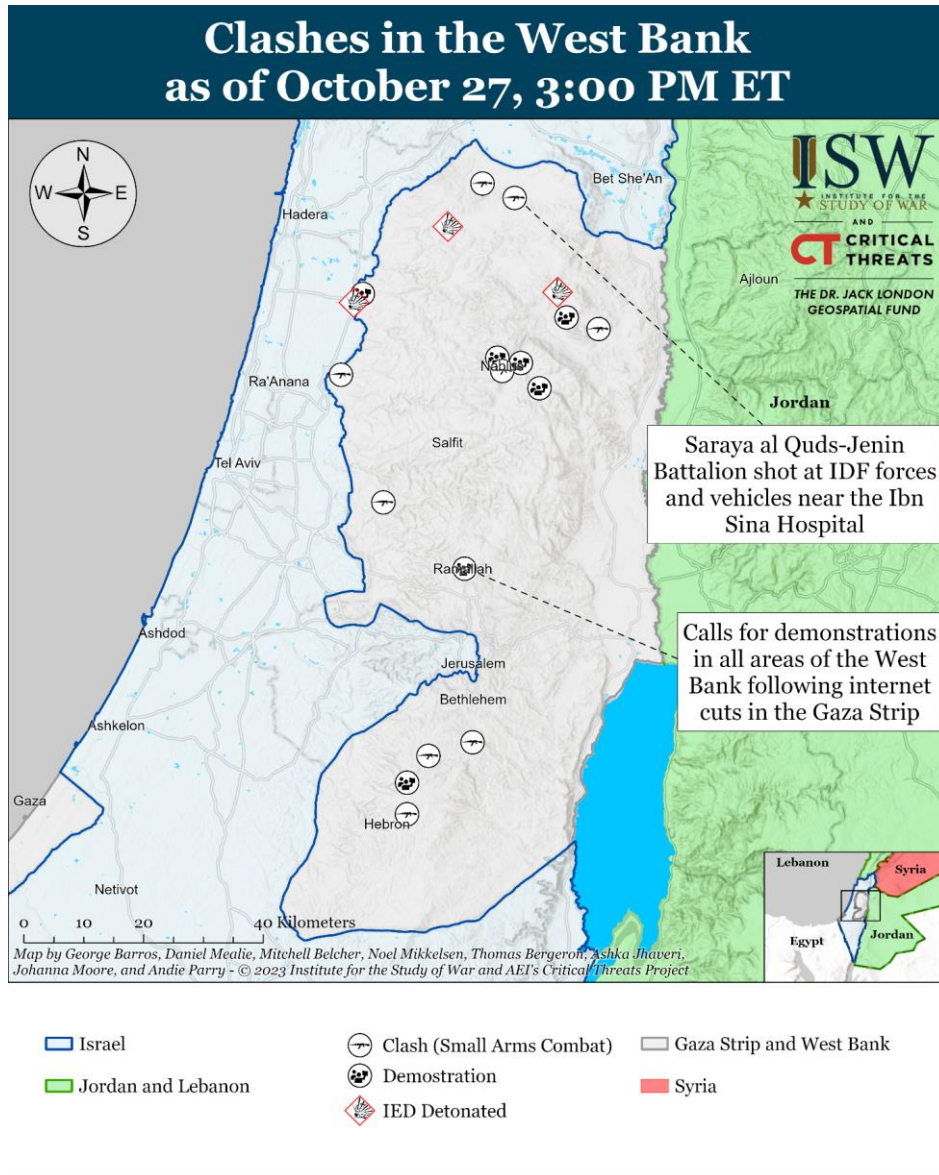 Clashes in the West Bank
as of October 27, 3:00 PM ET
N
W E
S
ISW
INSTITUTE FOR THE
STUDY OF WAR
AND
CT CRITICAL
THREATS
THE DR. JACK LONDON
GEOSPATIAL FUND
Bet She'An
Hadera
Ajloun
Nablus
Ra'Anana
Jordan
Salfit
Tel Aviv
Saraya al Quds-Jenin
Battalion shot at IDF forces
and vehicles near the Ibn
Sina Hospital
Ramallah
Ashdod
Calls for demonstrations
in all areas of the West
Bank following internet
cuts in the Gaza Strip
Jerusalem
Bethlehem
Ashkelon
Gaza
Hebron
Netivot
Lebanon
Syria
Egypt
Jordan
0 10 20 40 Kilometers
Map by George Barros, Daniel Mealie, Mitchell Belcher, Noel Mikkelsen, Thomas Bergeron, Ashka Jhaveri,
Johanna Moore, and Andie Parry - © 2023 Institute for the Study of War and AEI's Critical Threats Project
Israel
Clash (Small Arms Combat)
Gaza Strip and West Bank
Jordan and Lebanon
Demostration
Syria
IED Detonated